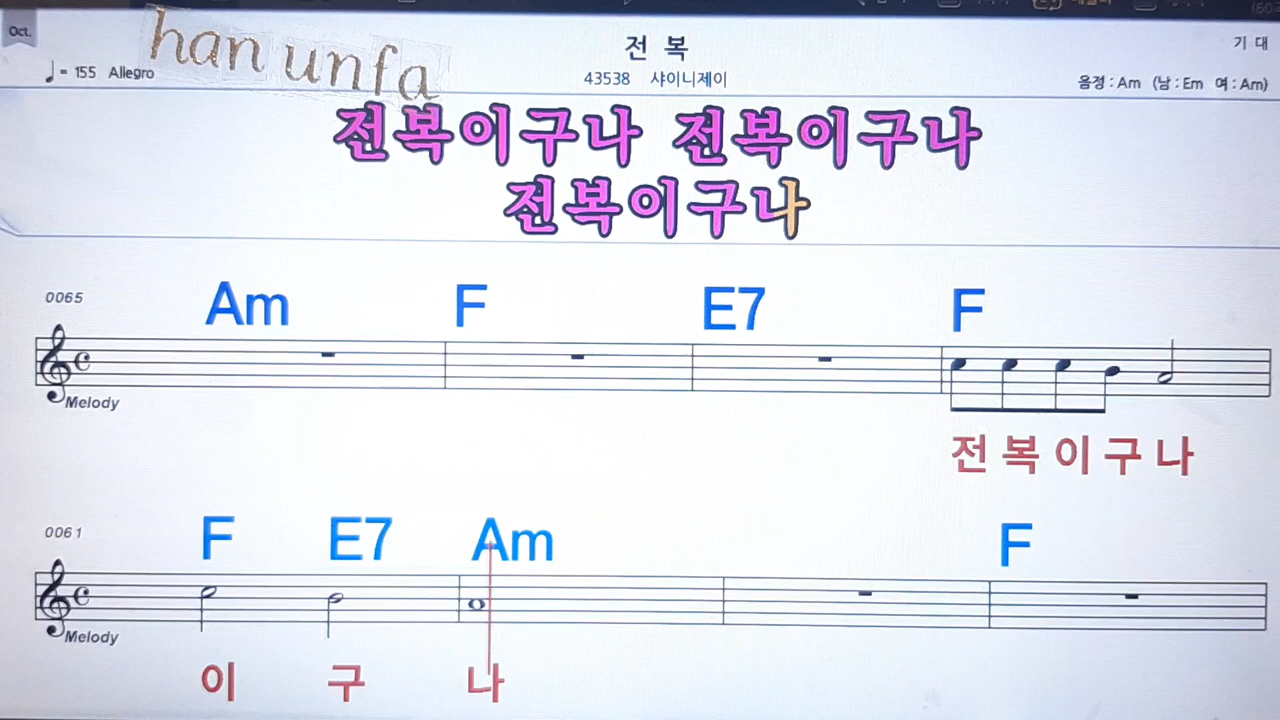 Oct.
han unfa
전 복
기 대
♩= 155 Allegro
43538 샤이니제이
음정 : Am (남 : Em 여 : Am)
전복이구나 전복이구나
전복이구나
0065
Am F E7 F
Melody
전 복 이 구 나
0061
F E7 Am F
Melody
이 구 나